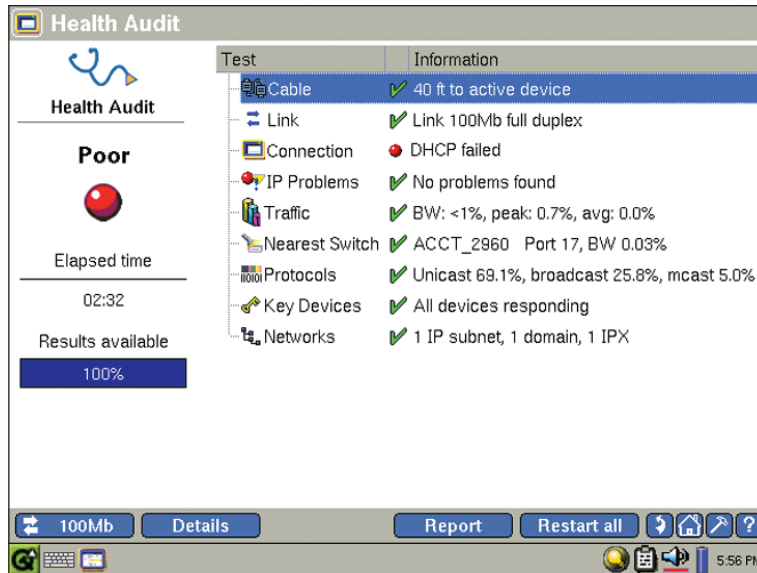 Health Audit
Health Audit
Poor
Elapsed time
02:32
Results available
100%
Test Information
Cable 40 ft to active device
Link Link 100Mb full duplex
Connection DHCP failed
IP Problems No problems found
Traffic BW: <1%, peak: 0.7%, avg: 0.0%
Nearest Switch ACCT_2960 Port 17, BW 0.03%
Protocols Unicast 69.1%, broadcast 25.8%, mcast 5.0%
Key Devices All devices responding
Networks 1 IP subnet, 1 domain, 1 IPX
100Mb Details Report Restart all ?
5:56 PM